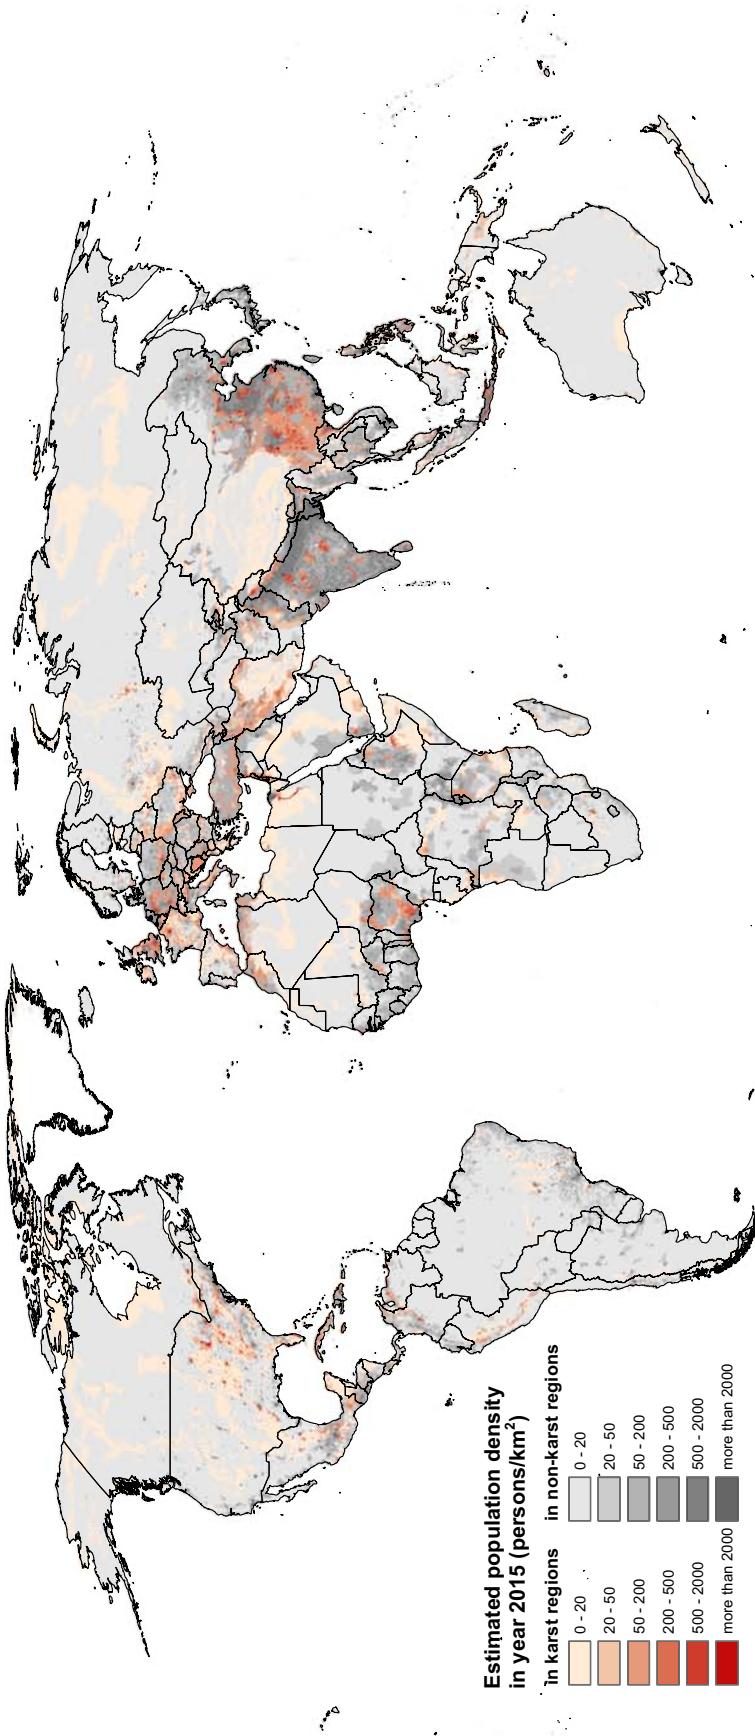 Estimated population density
in year 2015 (persons/km²)
in karst regions
in non-karst regions
0 - 20
0 - 20
20 - 50
20 - 50
50 - 200
50 - 200
200 - 500
200 - 500
500 - 2000
500 - 2000
more than 2000
more than 2000